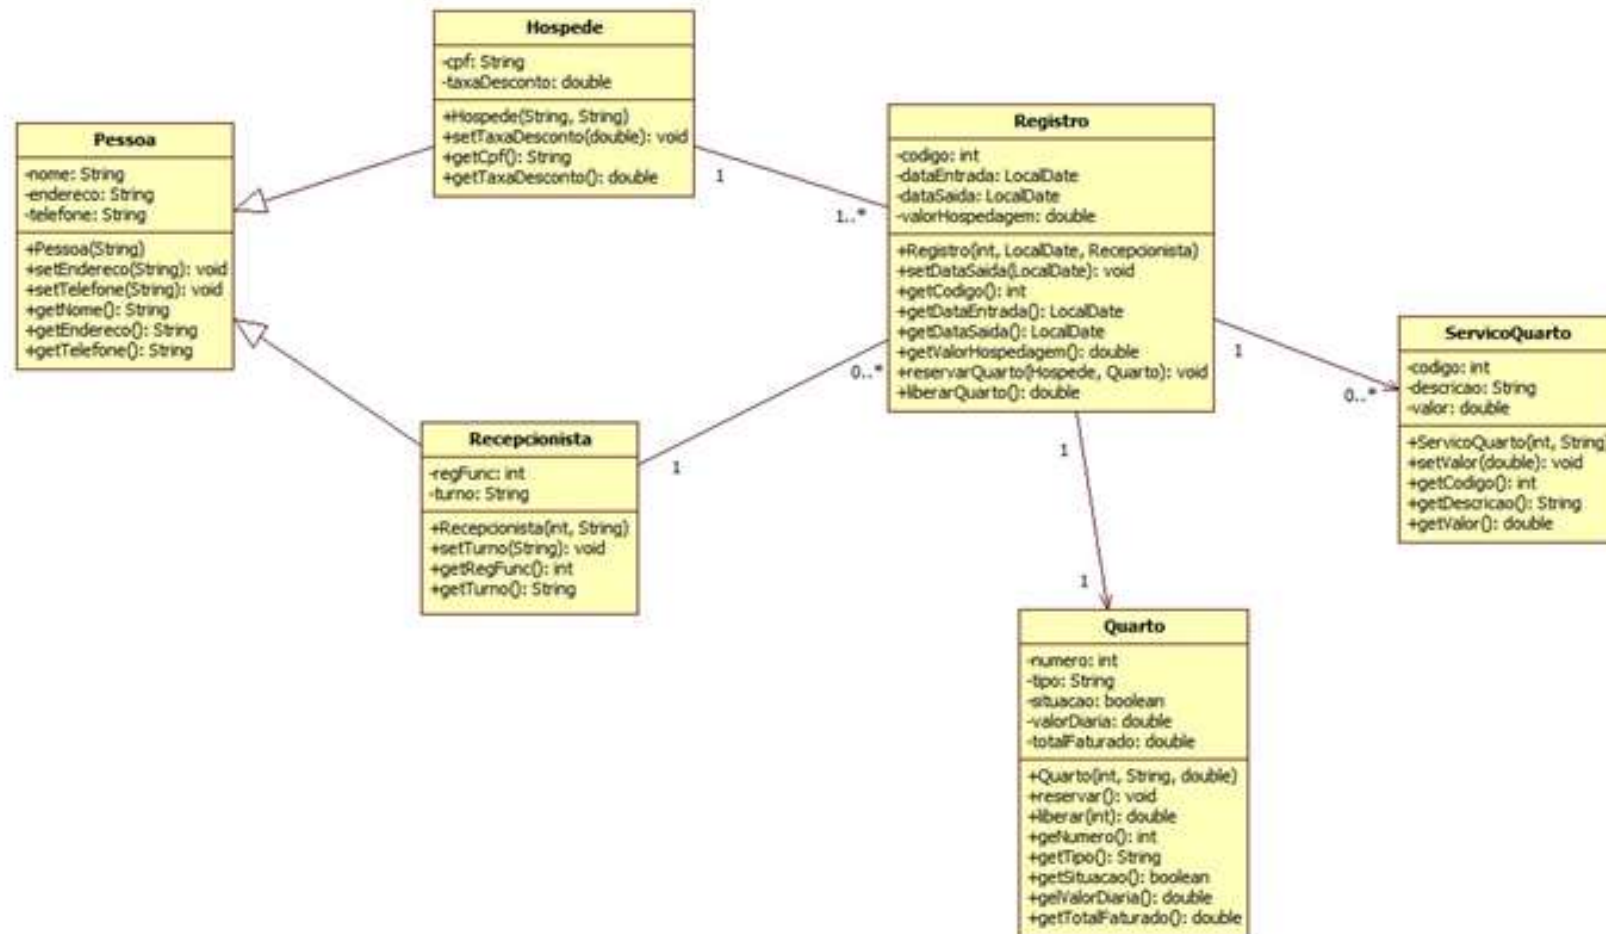 Hospede
-cpf: String
-taxaDesconto: double
+Hospede(String, String)
+setTaxaDesconto(double): void
+getCpf(): String
+getTaxaDesconto(): double
Pessoa
-nome: String
-endereco: String
-telefone: String
+Pessoa(String)
+setEndereco(String): void
+setTelefone(String): void
+getNome(): String
+getEndereco(): String
+getTelefone(): String
1
1..*
Registro
-codigo: int
-dataEntrada: LocalDate
-dataSaida: LocalDate
-valorHospedagem: double
+Registro(int, LocalDate, Recepcionista)
+setDataSaida(LocalDate): void
+getCodigo(): int
+getDataEntrada(): LocalDate
+getDataSaida(): LocalDate
+getValorHospedagem(): double
+reservarQuarto(Hospede, Quarto): void
+liberarQuarto(): double
0..*
1
Recepcionista
-regFunc: int
-turno: String
+Recepcionista(int, String)
+setTurno(String): void
+getRegFunc(): int
+getTurno(): String
1
0..*
ServicoQuarto
-codigo: int
-descricao: String
-valor: double
+ServicoQuarto(int, String)
+setValor(double): void
+getCodigo(): int
+getDescricao(): String
+getValor(): double
1
1
Quarto
-numero: int
-tipo: String
-situacao: boolean
-valorDiaria: double
-totalFaturado: double
+Quarto(int, String, double)
+reservar(): void
+liberar(int): double
+geNumero(): int
+getTipo(): String
+getSituacao(): boolean
+gelValorDiaria(): double
+getTotalFaturado(): double